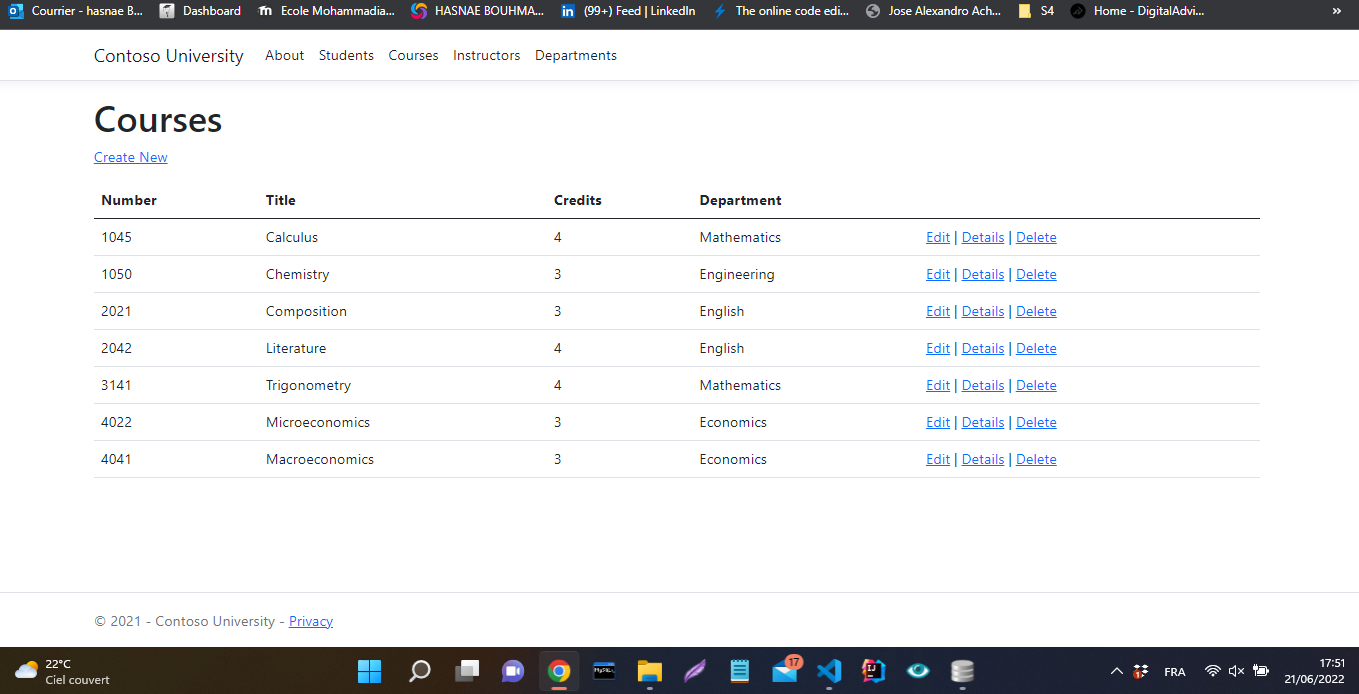 Courrier - hasnae B... Dashboard Ecole Mohammadia... HASNAE BOUHMA... (99+) Feed | LinkedIn The online code edi... Jose Alexandro Ach... S4 Home - DigitalAdvi... »
Contoso University About Students Courses Instructors Departments
Courses
Create New
Number Title Credits Department
1045 Calculus 4 Mathematics Edit | Details | Delete
1050 Chemistry 3 Engineering Edit | Details | Delete
2021 Composition 3 English Edit | Details | Delete
2042 Literature 4 English Edit | Details | Delete
3141 Trigonometry 4 Mathematics Edit | Details | Delete
4022 Microeconomics 3 Economics Edit | Details | Delete
4041 Macroeconomics 3 Economics Edit | Details | Delete
© 2021 - Contoso University - Privacy
22°C
Ciel couvert
17
FRA
17:51
21/06/2022